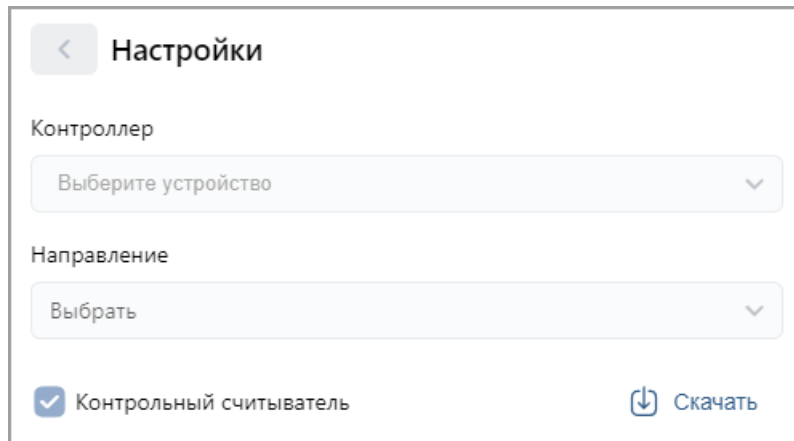 Настройки
Контроллер
Выберите устройство
Направление
Выбрать
Контрольный считыватель Скачать